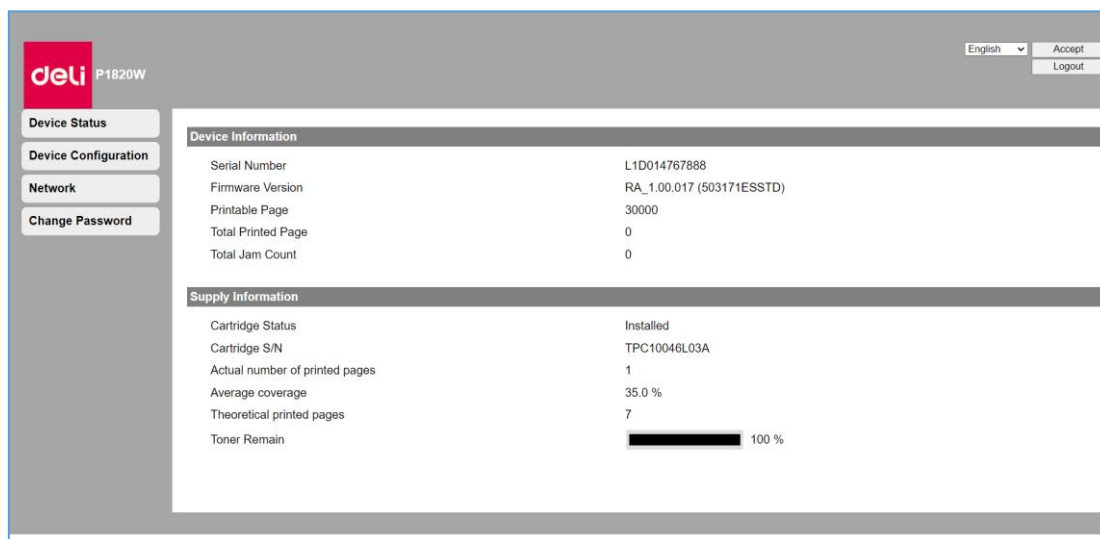 English Accept
deli P1820W Logout
Device Status
Device Configuration
Network
Change Password
Device Information
Serial Number L1D014767888
Firmware Version RA_1.00.017 (503171ESSTD)
Printable Page 30000
Total Printed Page 0
Total Jam Count 0
Supply Information
Cartridge Status Installed
Cartridge S/N TPC10046L03A
Actual number of printed pages 1
Average coverage 35.0 %
Theoretical printed pages 7
Toner Remain 100 %